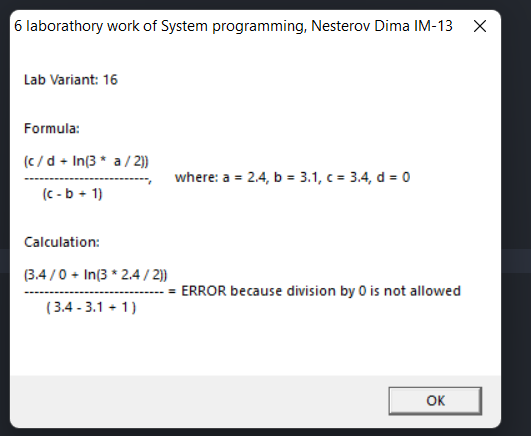 6 laborathory work of System programming, Nesterov Dima IM-13
Lab Variant: 16
Formula:
(c / d + ln(3 * a / 2))
-------------------------, where: a = 2.4, b = 3.1, c = 3.4, d = 0
(c - b + 1)
Calculation:
(3.4 / 0 + ln(3 * 2.4 / 2))
---------------------------- = ERROR because division by 0 is not allowed
( 3.4 - 3.1 + 1 )
OK